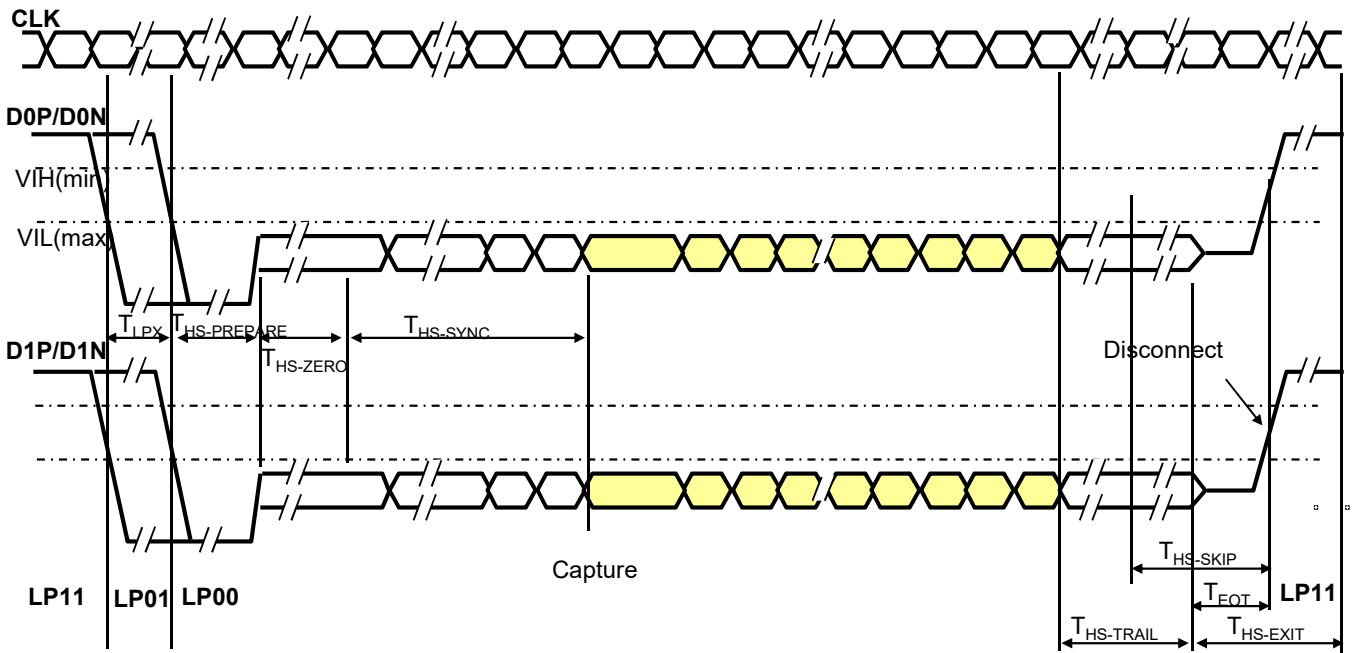 CLK
D0P/D0N
VIH(min)
VIL(max)
TLPX
THS-PREPARE
THS-ZERO
THS-SYNC
D1P/D1N
Disconnect
Capture
THS-SKIP
TEOT
LP11
LP01
LP00
LP11
THS-TRAIL
THS-EXIT